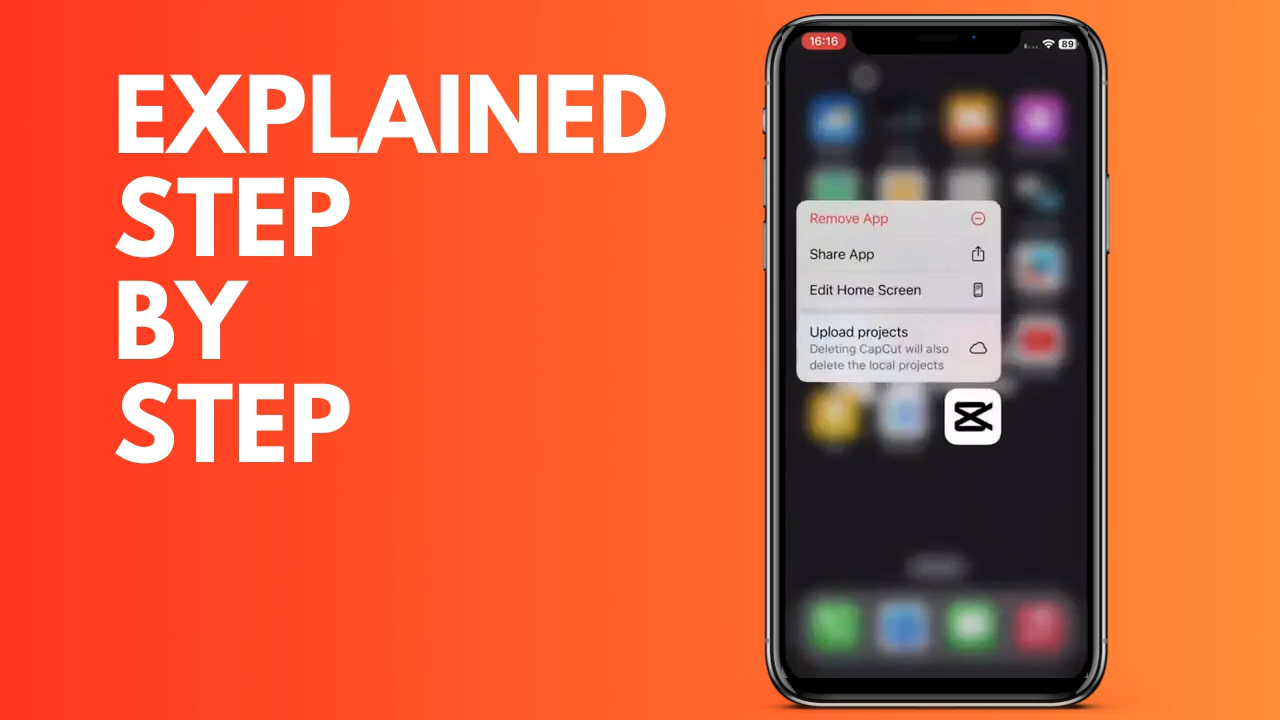 EXPLAINED
STEP
BY
STEP
16:16
89
Remove App
Share App
Edit Home Screen
Upload projects
Deleting CapCut will also
delete the local projects